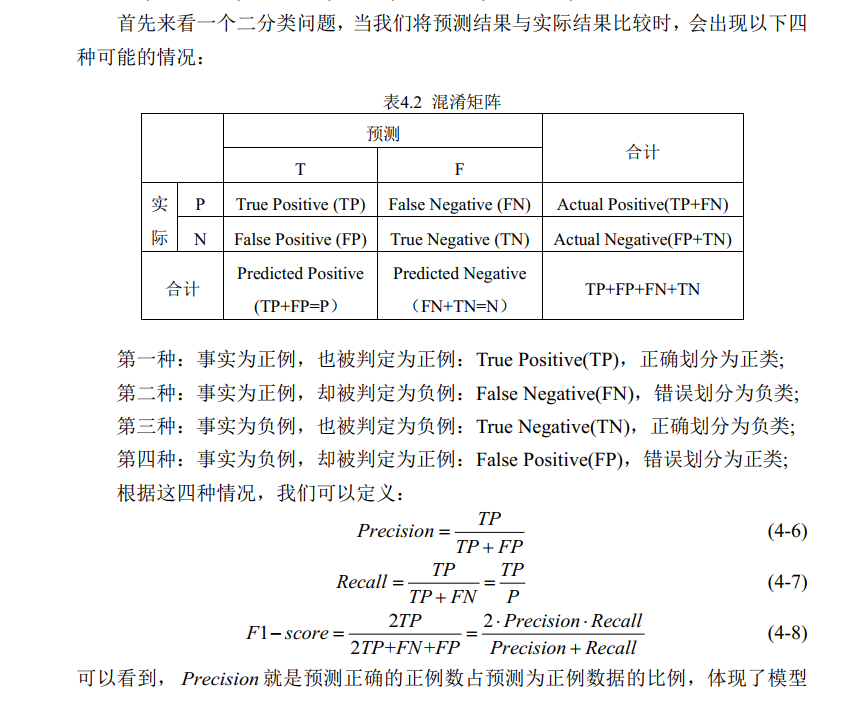 首先来看一个二分类问题，当我们将预测结果与实际结果比较时，会出现以下四
种可能的情况：
表4.2 混淆矩阵
预测
合计
T F
实际
P True Positive (TP) False Negative (FN) Actual Positive(TP+FN)
N False Positive (FP) True Negative (TN) Actual Negative(FP+TN)
合计
Predicted Positive
(TP+FP=P）
Predicted Negative
（FN+TN=N）
TP+FP+FN+TN
第一种：事实为正例，也被判定为正例：True Positive(TP)，正确划分为正类;
第二种：事实为正例，却被判定为负例：False Negative(FN)，错误划分为负类;
第三种：事实为负例，也被判定为负例：True Negative(TN)，正确划分为负类;
第四种：事实为负例，却被判定为正例：False Positive(FP)，错误划分为正类;
根据这四种情况，我们可以定义：
Precision = TP / (TP + FP) (4-6)
Recall = TP / (TP + FN) = TP / P (4-7)
F1−score = 2TP / (2TP+FN+FP) = 2·Precision·Recall / (Precision + Recall) (4-8)
可以看到，Precision 就是预测正确的正例数占预测为正例数据的比例，体现了模型